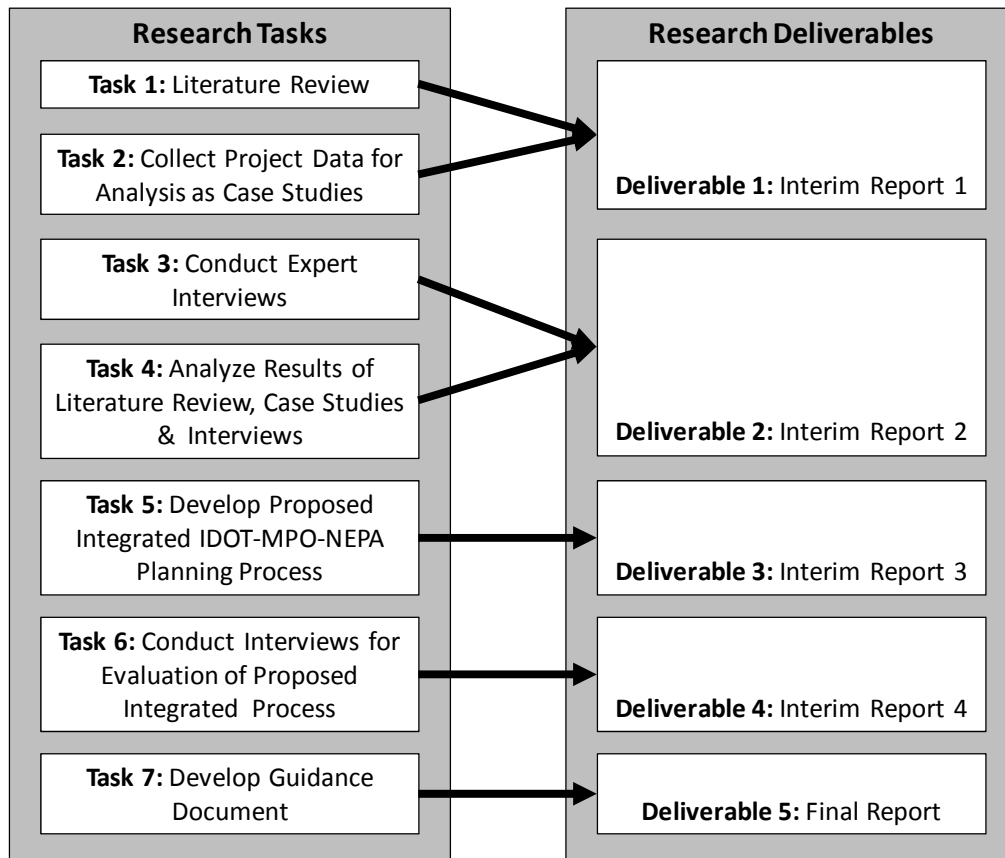 Research Tasks
Task 1: Literature Review
Task 2: Collect Project Data for
Analysis as Case Studies
Task 3: Conduct Expert
Interviews
Task 4: Analyze Results of
Literature Review, Case Studies
& Interviews
Task 5: Develop Proposed
Integrated IDOT-MPO-NEPA
Planning Process
Task 6: Conduct Interviews for
Evaluation of Proposed
Integrated Process
Task 7: Develop Guidance
Document
Research Deliverables
Deliverable 1: Interim Report 1
Deliverable 2: Interim Report 2
Deliverable 3: Interim Report 3
Deliverable 4: Interim Report 4
Deliverable 5: Final Report